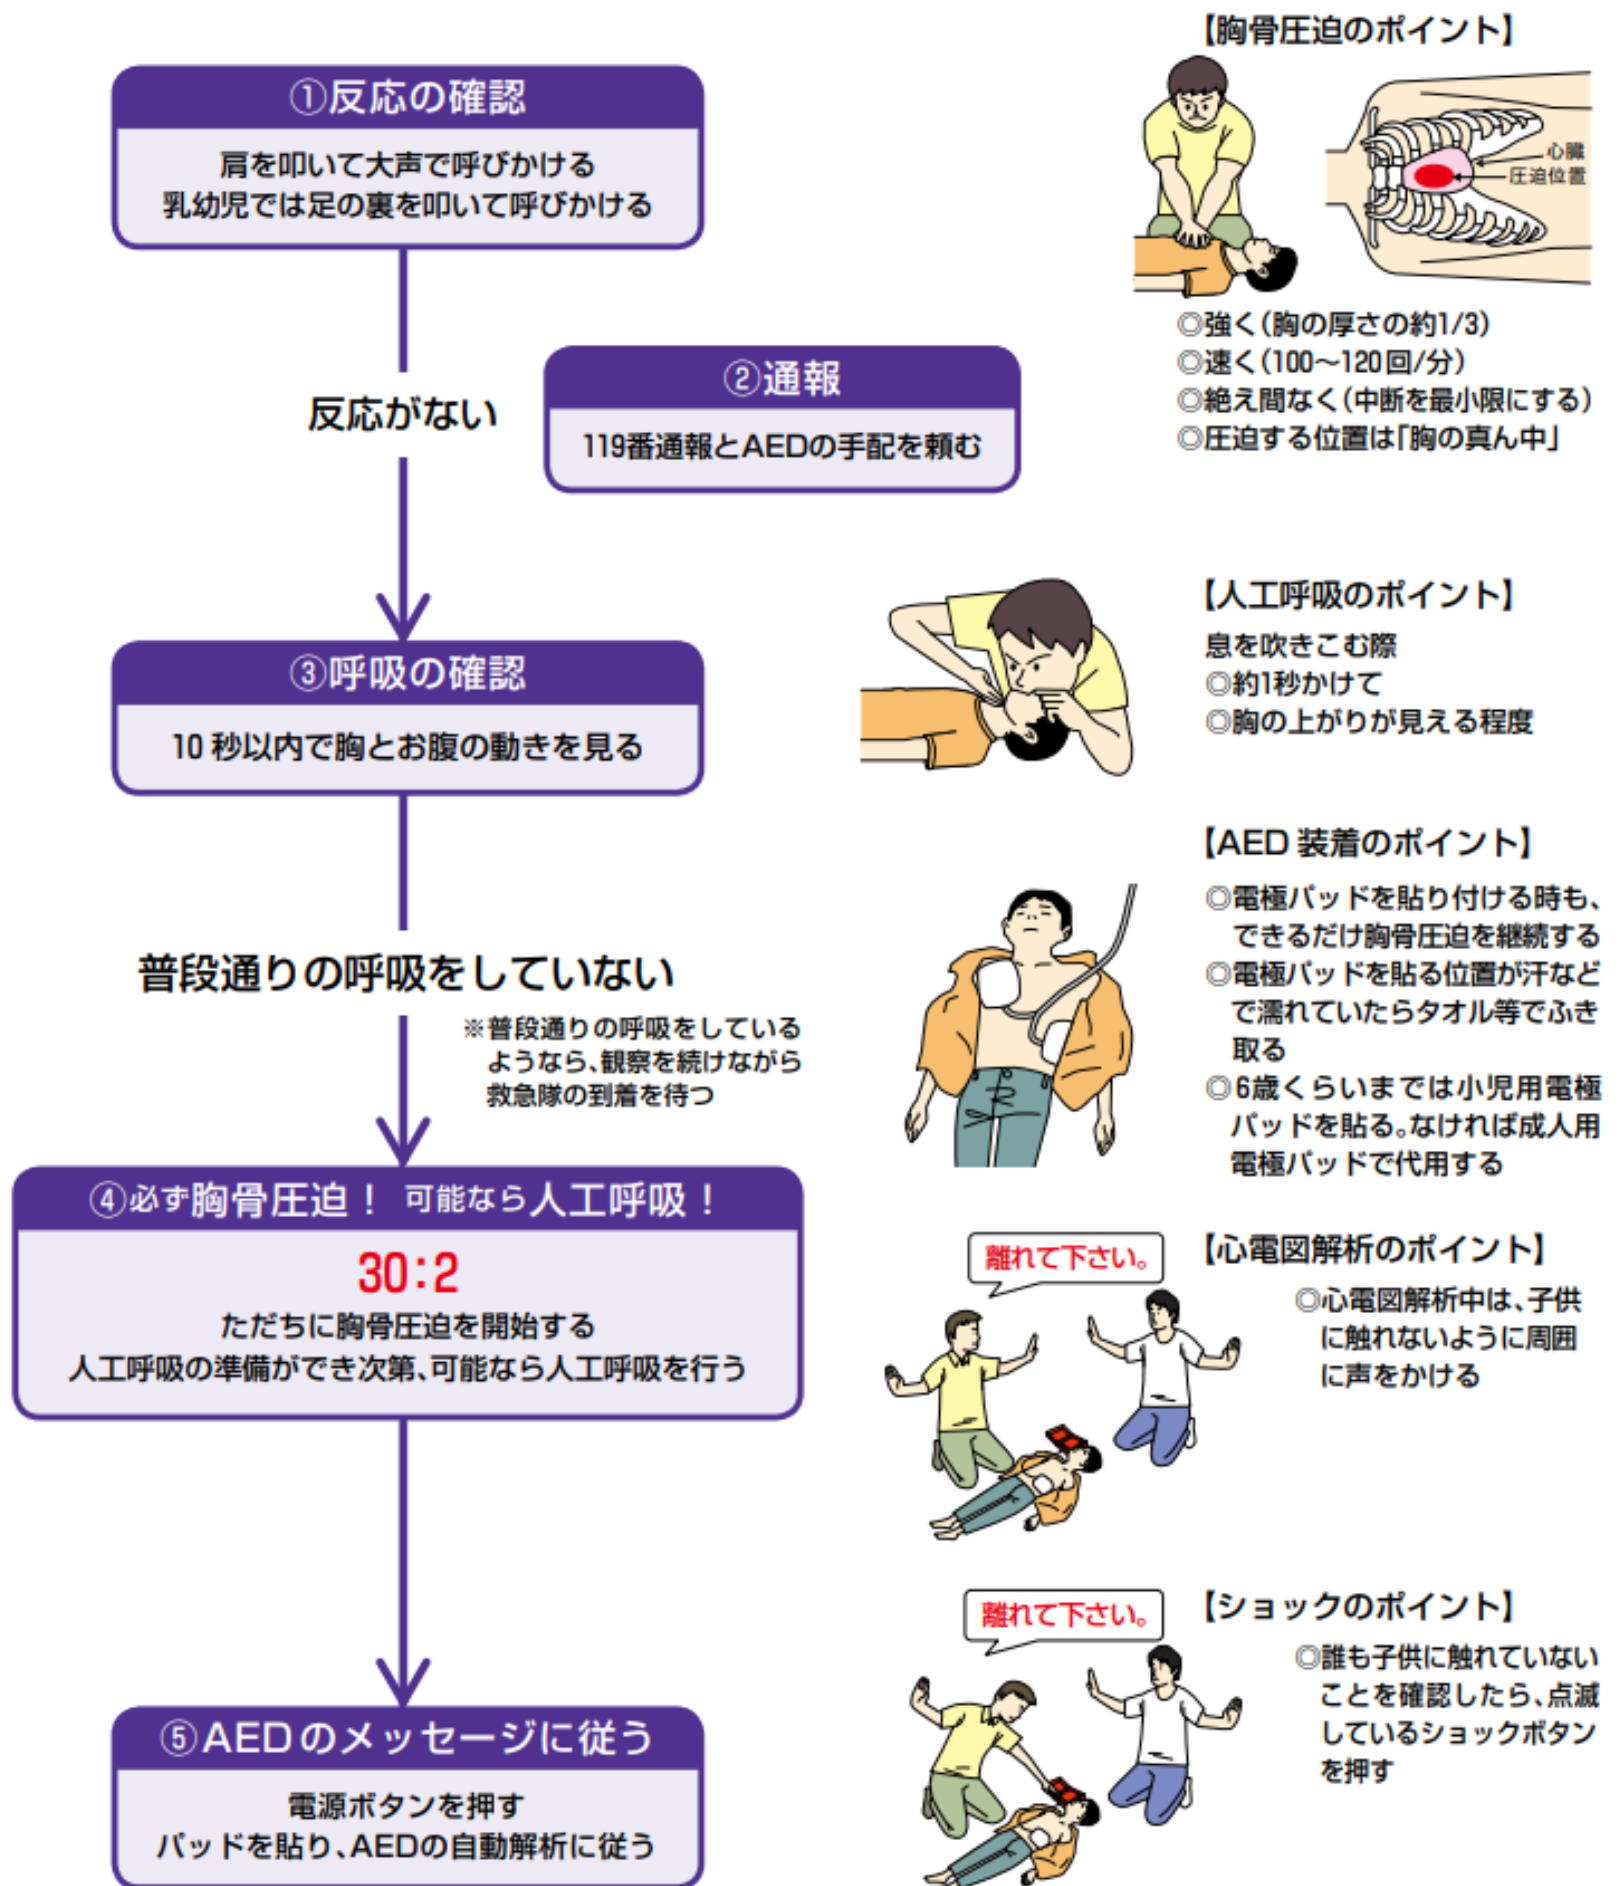 ①反応の確認
肩を叩いて大声で呼びかける
乳幼児では足の裏を叩いて呼びかける
反応がない
②通報
119番通報とAEDの手配を頼む
③呼吸の確認
10秒以内で胸とお腹の動きを見る
普段通りの呼吸をしていない
※普段通りの呼吸をしている
ようなら、観察を続けながら
救急隊の到着を待つ
④必ず胸骨圧迫！ 可能なら人工呼吸！
30：2
ただちに胸骨圧迫を開始する
人工呼吸の準備ができ次第、可能なら人工呼吸を行う
⑤AEDのメッセージに従う
電源ボタンを押す
パッドを貼り、AEDの自動解析に従う
【胸骨圧迫のポイント】
心臓
圧迫位置
◎強く（胸の厚さの約1/3）
◎速く（100～120回/分）
◎絶え間なく（中断を最小限にする）
◎圧迫する位置は「胸の真ん中」
【人工呼吸のポイント】
息を吹きこむ際
◎約1秒かけて
◎胸の上がりが見える程度
【AED装着のポイント】
◎電極パッドを貼り付ける時も、
できるだけ胸骨圧迫を継続する
◎電極パッドを貼る位置が汗など
で濡れていたらタオル等でふき
取る
◎6歳くらいまでは小児用電極
パッドを貼る。なければ成人用
電極パッドで代用する
【心電図解析のポイント】
離れて下さい。
◎心電図解析中は、子供
に触れないように周囲
に声をかける
【ショックのポイント】
離れて下さい。
◎誰も子供に触れていない
ことを確認したら、点滅
しているショックボタン
を押す